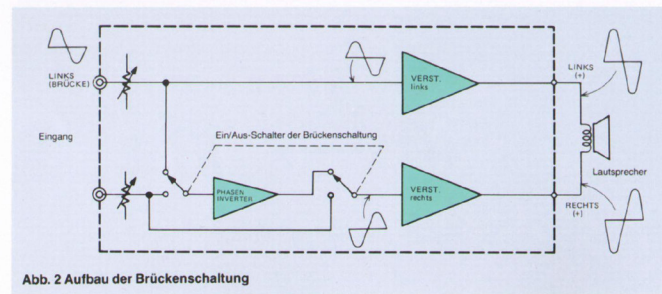 LINKS
(BRÜCKE)
Eingang
VERST.
links
LINKS
(+)
Ein/Aus-Schalter der Brückenschaltung
PHASEN
INVERTER
VERST.
rechts
Lautsprecher
RECHTS
(+)
Abb. 2 Aufbau der Brückenschaltung